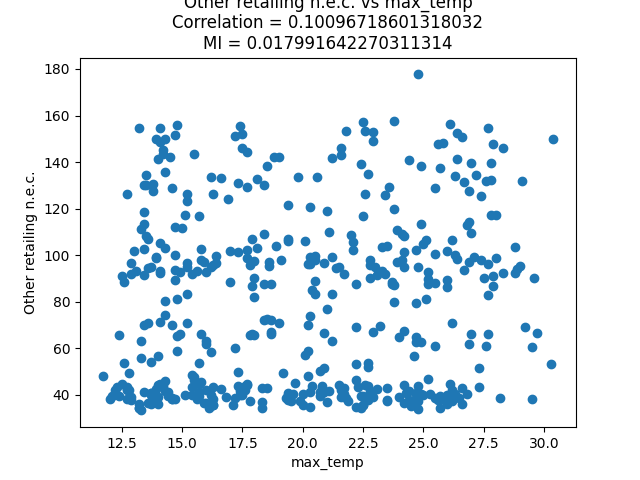 Other retailing n.e.c. vs max_temp
Correlation = 0.10096718601318032
MI = 0.017991642270311314
180
160
140
120
100
80
60
40
Other retailing n.e.c.
12.5 15.0 17.5 20.0 22.5 25.0 27.5 30.0
max_temp